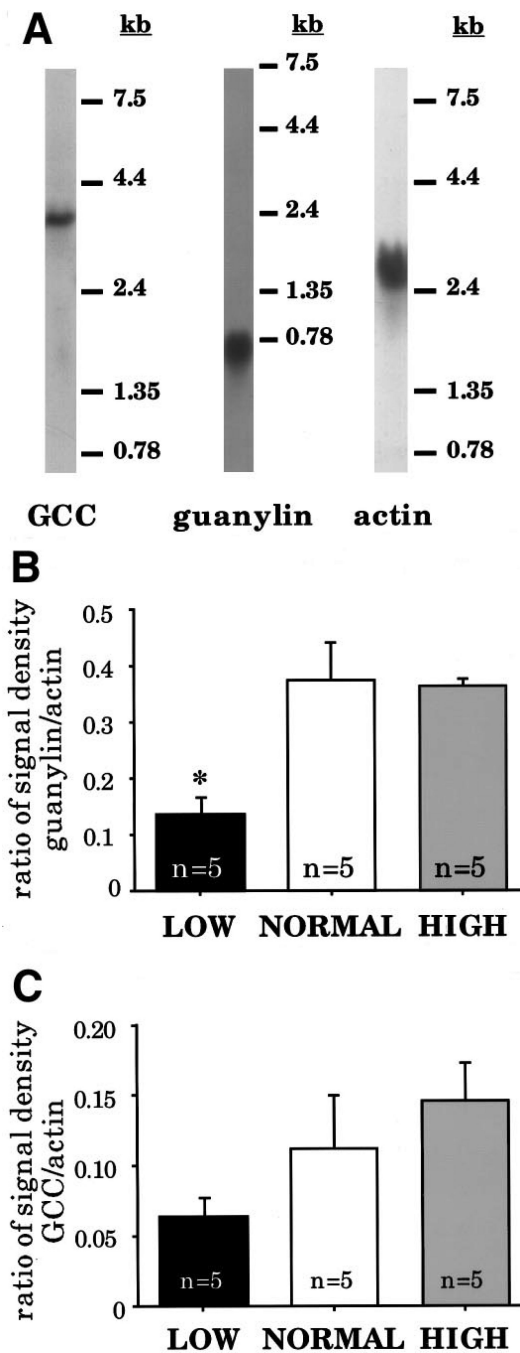 A
kb
7.5
4.4
2.4
1.35
0.78
GCC
kb
7.5
4.4
2.4
1.35
0.78
guanylin
kb
7.5
4.4
2.4
1.35
0.78
actin
B
ratio of signal density
guanylin/actin
0.5
0.4
0.3
0.2
0.1
0
*
n=5
n=5
n=5
LOW NORMAL HIGH
C
ratio of signal density
GCC/actin
0.20
0.15
0.10
0.05
0
n=5
n=5
n=5
LOW NORMAL HIGH